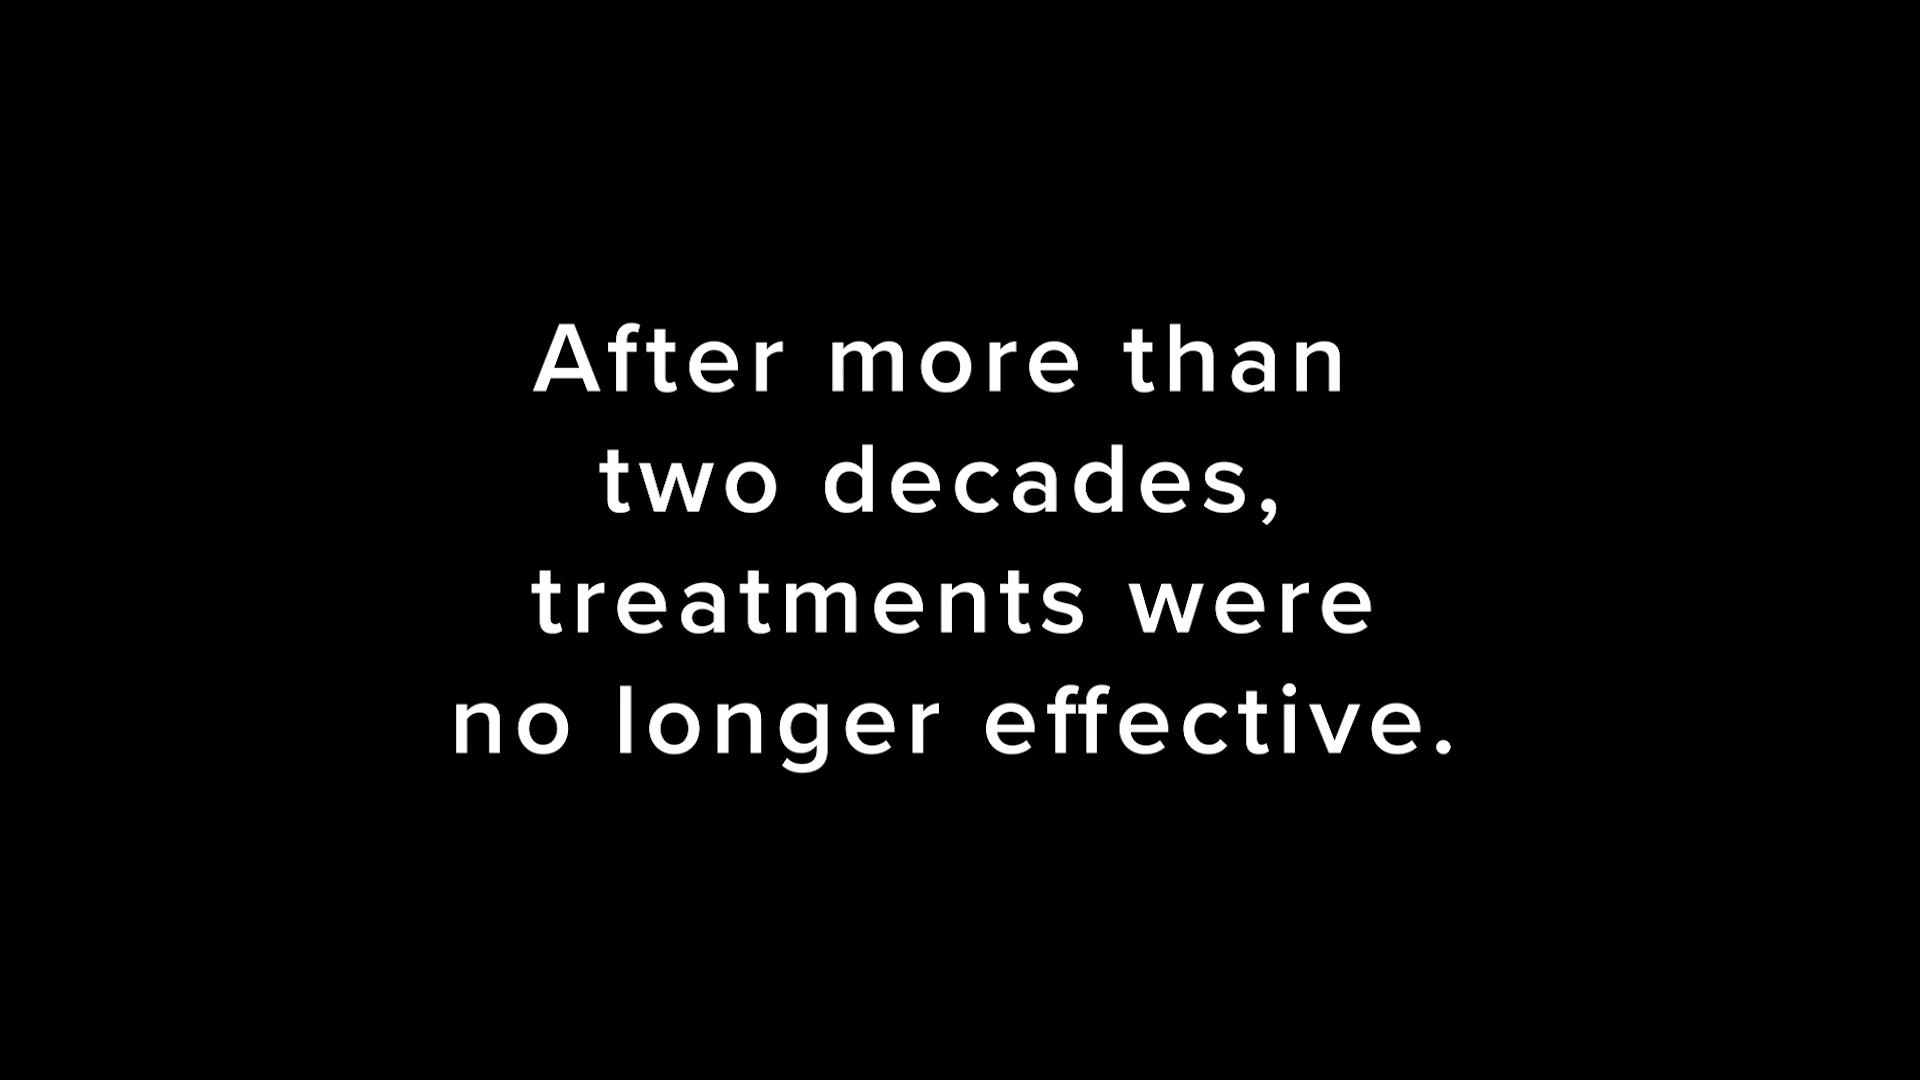 After more than
two decades,
treatments were
no longer effective.